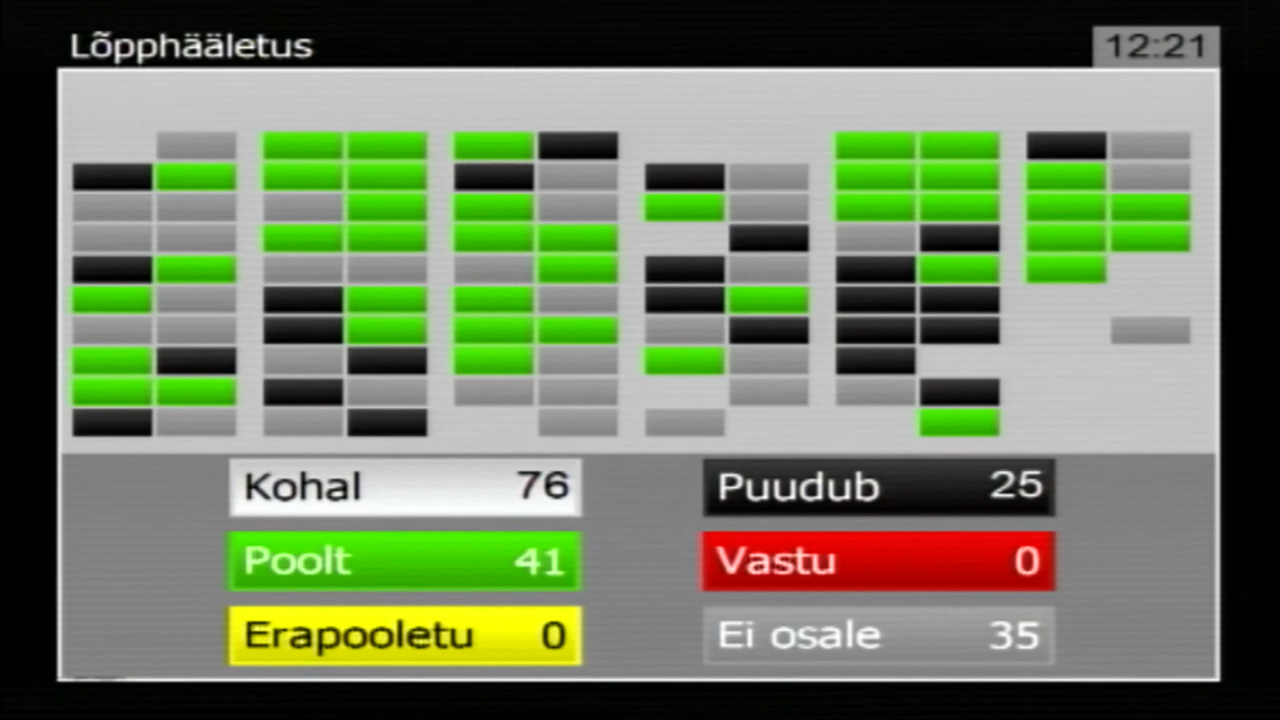 Lõpphääletus 12:21
Kohal 76 Puudub 25
Poolt 41 Vastu 0
Erapooletu 0 Ei osale 35